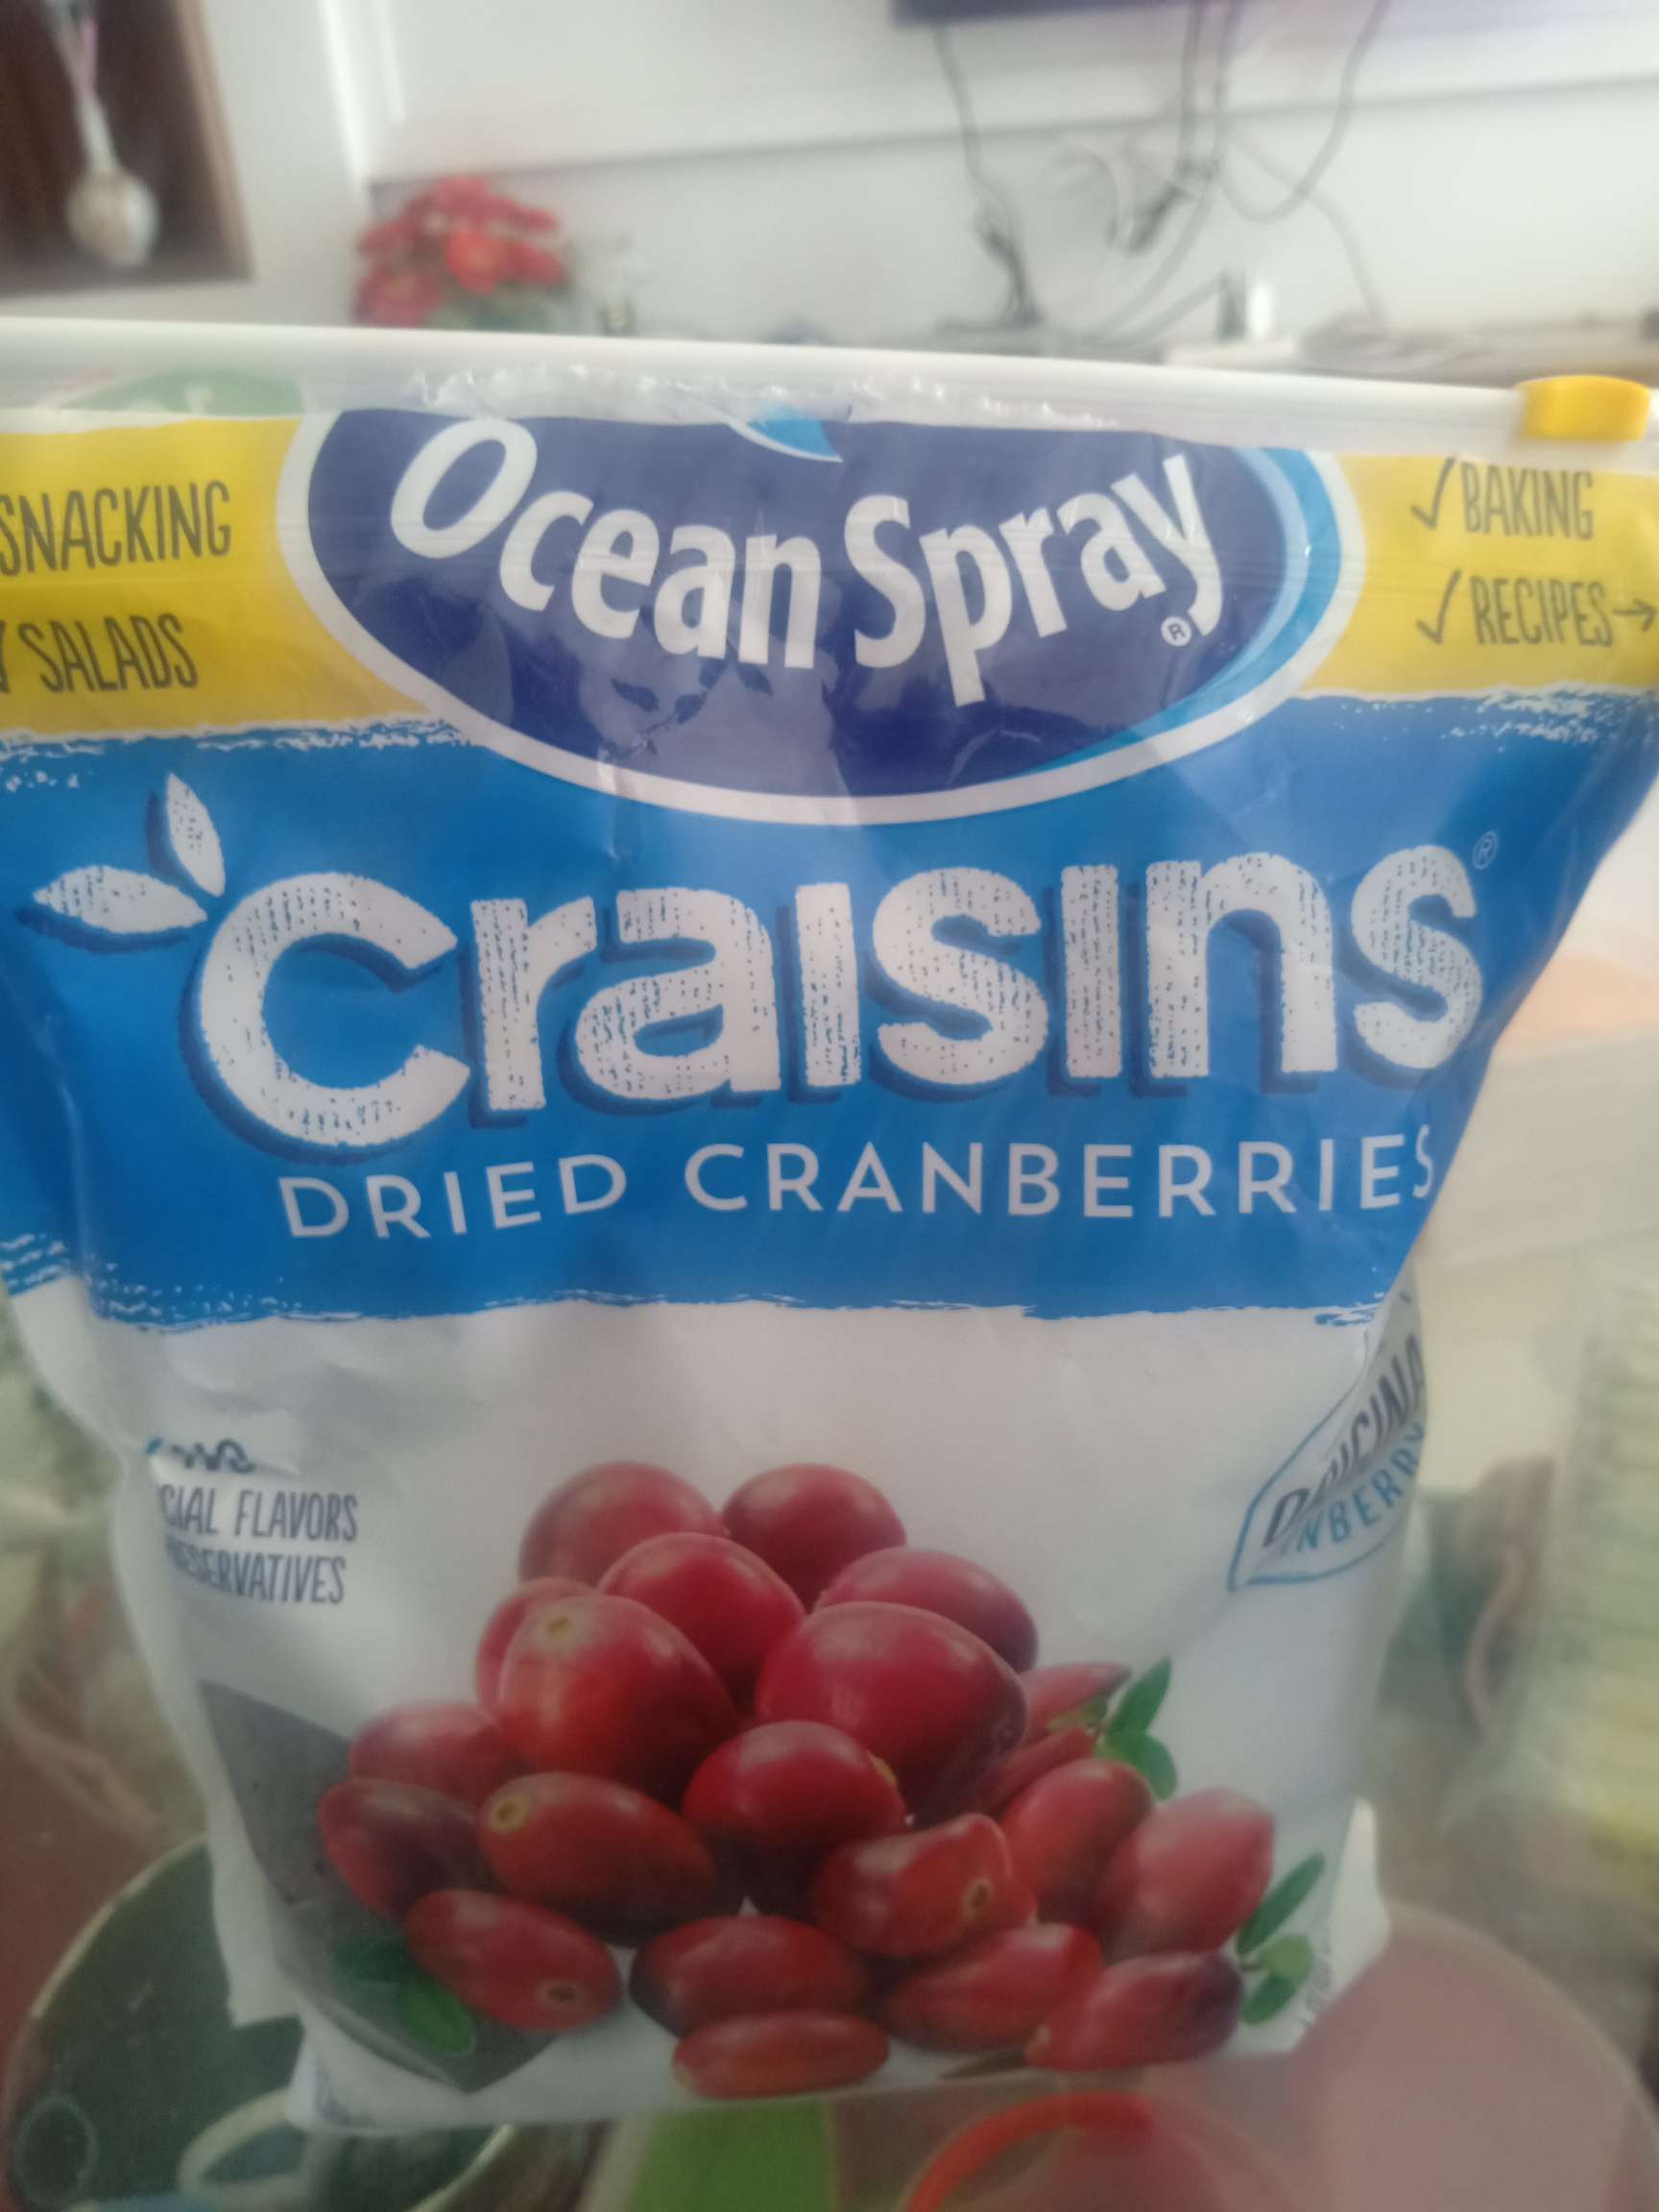 Ocean Spray®
SNACKING
✓ SALADS
✓ BAKING
✓ RECIPES→
craisins®
DRIED CRANBERRIES
FLAVORS